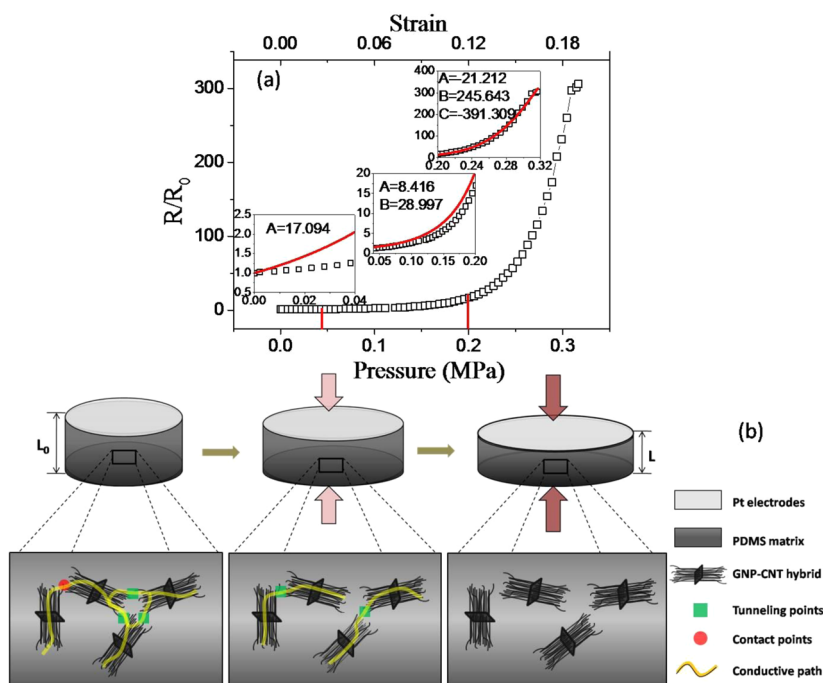 Strain
0.00 0.06 0.12 0.18
(a)
300
200
100
0
R/R0
400
300
200
100
0
A=-21.212
B=245.643
C=-391.309
0.20 0.24 0.28 0.32
20
15
10
5
0
A=8.416
B=28.997
0.05 0.10 0.15 0.20
2.5
2.0
1.5
1.0
0.5
A=17.094
0.00 0.02 0.04
0.0 0.1 0.2 0.3
Pressure (MPa)
(b)
L0
L
Pt electrodes
PDMS matrix
GNP-CNT hybrid
Tunneling points
Contact points
Conductive path